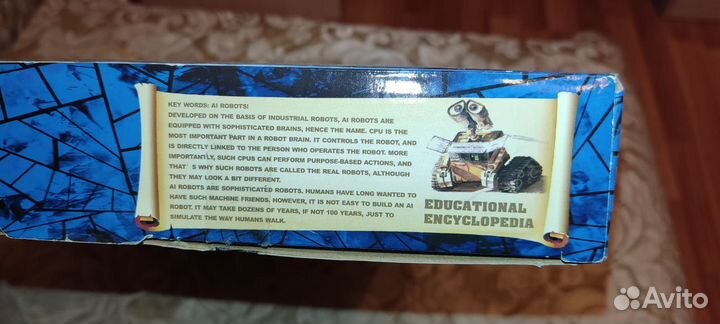 KEY WORDS: AI ROBOTS!
DEVELOPED ON THE BASIS OF INDUSTRIAL ROBOTS, AI ROBOTS ARE
EQUIPPED WITH SOPHISTICATED BRAINS, HENCE THE NAME. CPU IS THE
MOST IMPORTANT PART IN A ROBOT BRAIN. IT CONTROLS THE ROBOT, AND
IS DIRECTLY LINKED TO THE PERSON WHO OPERATES THE ROBOT. MORE
IMPORTANTLY, SUCH CPUS CAN PERFORM PURPOSE-BASED ACTIONS, AND
THAT´S WHY SUCH ROBOTS ARE CALLED THE REAL ROBOTS, ALTHOUGH
THEY MAY LOOK A BIT DIFFERENT.
AI ROBOTS ARE SOPHISTICATED ROBOTS. HUMANS HAVE LONG WANTED TO
HAVE SUCH MACHINE FRIENDS. HOWEVER, IT IS NOT EASY TO BUILD AN AI
ROBOT. IT MAY TAKE DOZENS OF YEARS, IF NOT 100 YEARS, JUST TO
SIMULATE THE WAY HUMANS WALK.
EDUCATIONAL
ENCYCLOPEDIA
Avito